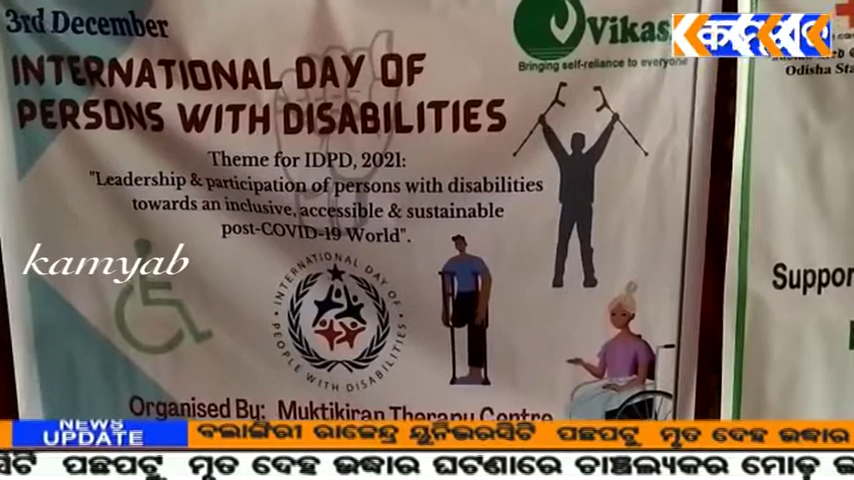 3rd December
INTERNATIONAL DAY OF
PERSONS WITH DISABILITIES
Theme for IDPD, 2021:
"Leadership & participation of persons with disabilities
towards an inclusive, accessible & sustainable
post-COVID-19 World".
Vikas
Bringing self-reliance to everyone
Odisha Sta
Suppor
kamyab
INTERNATIONAL DAY OF
PEOPLE WITH DISABILITIES
Organised By: Muktikiran Therapy Centre
NEWS
UPDATE
ବଲାଙ୍ଗିରୀ ରାଜେନ୍ଦ୍ର ୟୁନିଭରସିଟି ପଛପଟୁ ମୃତ ଦେହ ଉଦ୍ଧାର
ସିଟି ପଛପଟୁ ମୃତ ଦେହ ଉଦ୍ଧାର ଘଟଣାରେ ଚାଞ୍ଚଲ୍ୟକର ମୋଡ଼